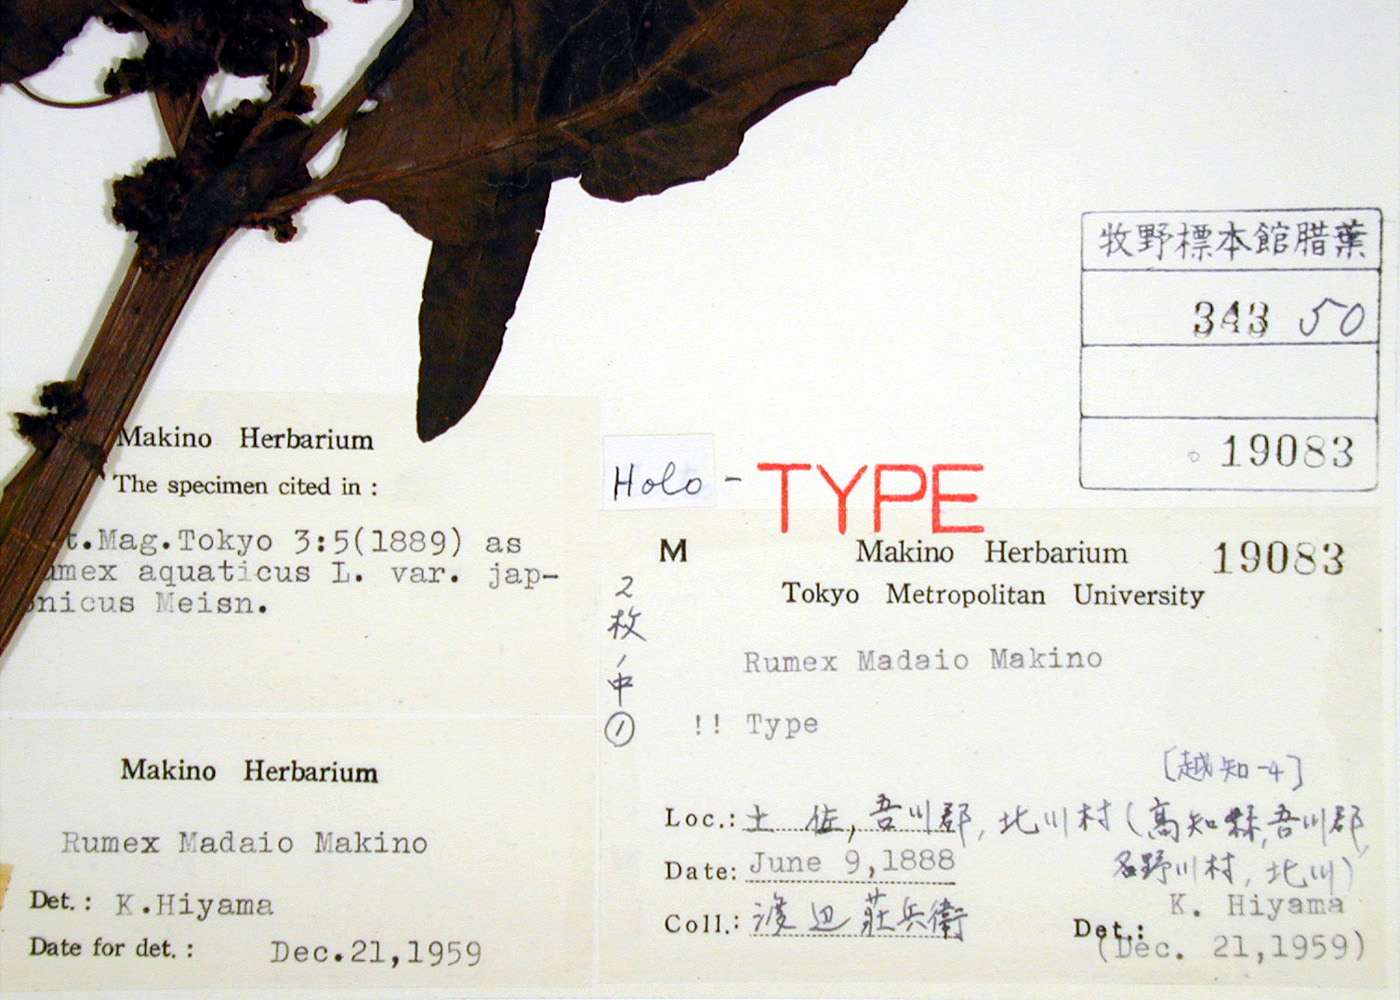 牧野標本館腊葉
343 50
19083
Makino Herbarium
The specimen cited in :
t.Mag.Tokyo 3:5(1889) as
umex aquaticus L. var. jap-
onicus Meisn.
Makino Herbarium
Rumex Madaio Makino
Det.: K.Hiyama
Date for det.: Dec.21,1959
Holo - TYPE
M Makino Herbarium 19083
Tokyo Metropolitan University
2枚ノ中①
Rumex Madaio Makino
!! Type
[越知-4]
Loc.: 土佐, 吾川郡, 北川村 (高知縣, 吾川郡,
名野川村, 北川)
Date: June 9,1888
Coll.: 渡辺荘兵衛
Det.: K. Hiyama
(Dec. 21,1959)